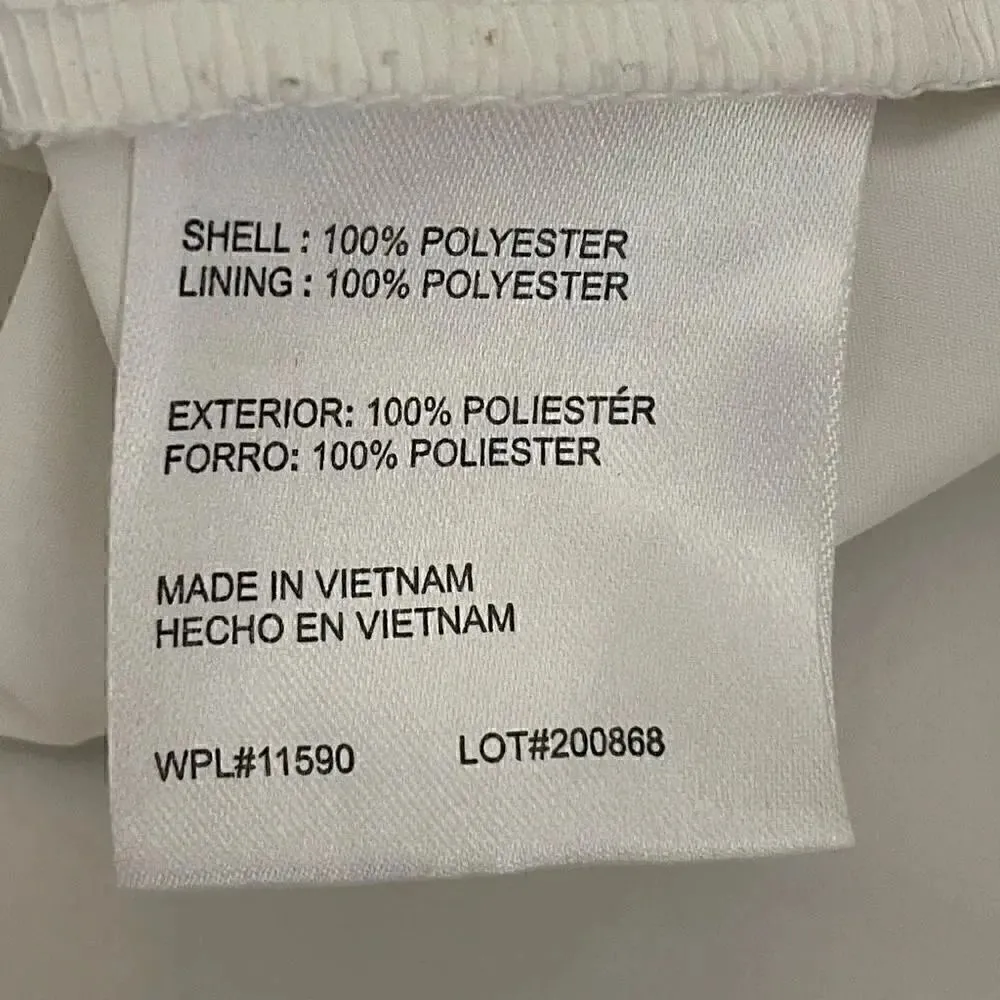 SHELL : 100% POLYESTER
LINING : 100% POLYESTER
EXTERIOR: 100% POLIESTÉR
FORRO: 100% POLIESTER
MADE IN VIETNAM
HECHO EN VIETNAM
WPL#11590 LOT#200868